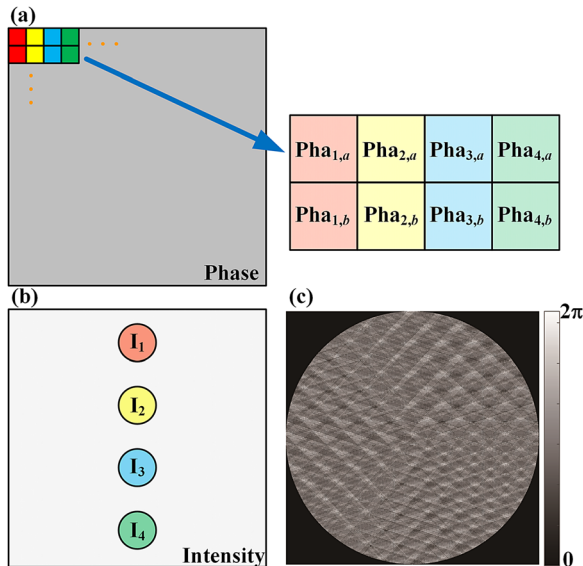 (a)
Pha1,a Pha2,a Pha3,a Pha4,a
Pha1,b Pha2,b Pha3,b Pha4,b
Phase
(b)
I1
I2
I3
I4
Intensity
(c)
2π
0